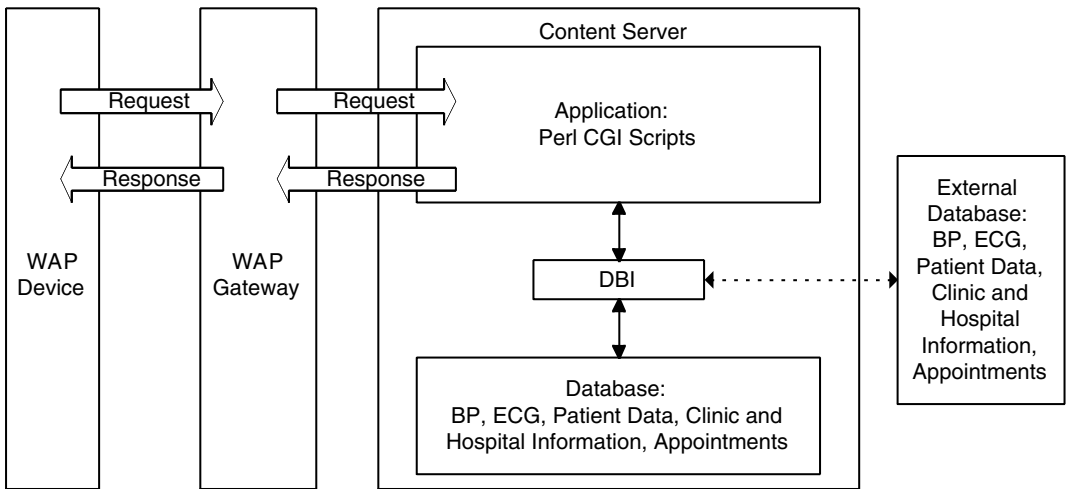 Content Server
Request
Request
Application:
Perl CGI Scripts
Response
Response
External
Database:
BP, ECG,
Patient Data,
Clinic and
Hospital
Information,
Appointments
WAP
Device
WAP
Gateway
DBI
Database:
BP, ECG, Patient Data, Clinic and
Hospital Information, Appointments